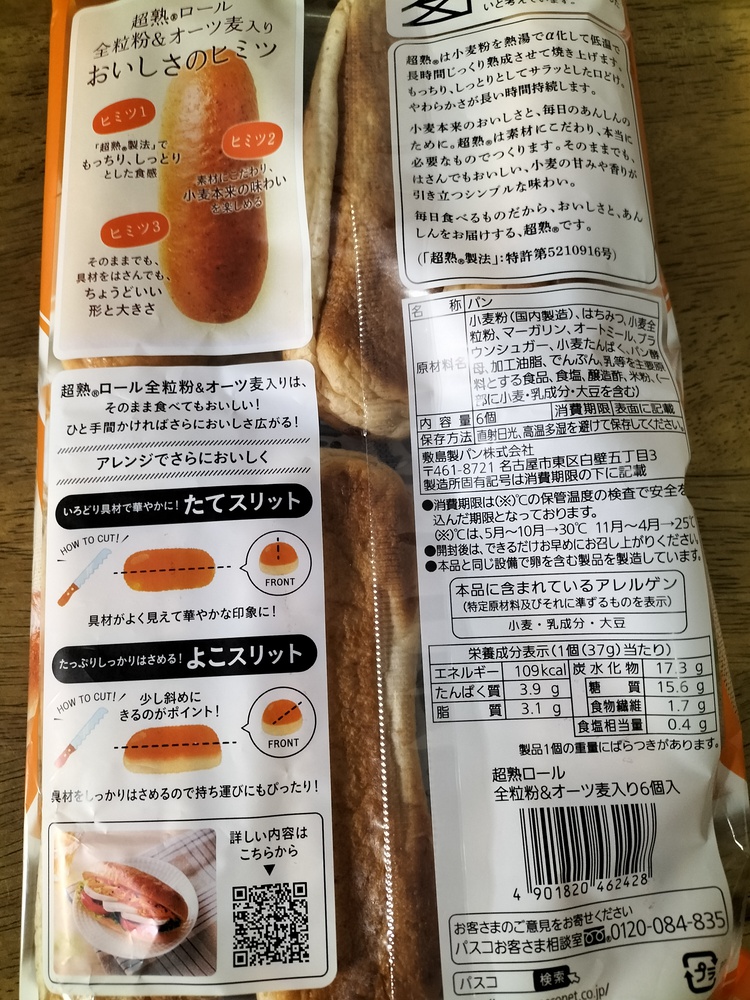 超熟®ロール
全粒粉&オーツ麦入り
おいしさのヒミツ
ヒミツ1
「超熟®製法」で
もっちり、しっとり
とした食感
ヒミツ2
素材にこだわり、
小麦本来の味わい
を楽しめる
ヒミツ3
そのままでも、
具材をはさんでも、
ちょうどいい
形と大きさ
超熟®ロール全粒粉&オーツ麦入りは、
そのまま食べてもおいしい!
ひと手間かければさらにおいしさ広がる!
アレンジでさらにおいしく
いろどり具材で華やかに! たてスリット
HOW TO CUT!
FRONT
具材がよく見えて華やかな印象に!
たっぷりしっかりはさめる! よこスリット
HOW TO CUT!
少し斜めに
きるのがポイント!
FRONT
具材をしっかりはさめるので持ち運びにもぴったり!
詳しい内容は
こちらから
▼
いと考えています。
超熟®は小麦粉を熱湯でα化して低温で
長時間じっくり熟成させて焼き上げます。
もっちり、しっとりとしてサラッとした口どけ。
やわらかさが長い時間持続します。
小麦本来のおいしさと、毎日のあんしんの
ために。超熟®は素材にこだわり、本当に
必要なものでつくります。そのままでも、
はさんでもおいしい、小麦の甘みや香りが
引き立つシンプルな味わい。
毎日食べるものだから、おいしさと、あん
しんをお届けする、超熟®です。
(「超熟®製法」:特許第5210916号)
名 称 パン
原材料名 小麦粉(国内製造)、はちみつ、小麦全
粒粉、マーガリン、オートミール、ブラ
ウンシュガー、小麦たんぱく、パン酵
母、加工油脂、でんぷん、乳等を主要原
料とする食品、食塩、醸造酢、米粉、(一
部に小麦・乳成分・大豆を含む)
内容量 6個 消費期限 表面に記載
保存方法 直射日光、高温多湿を避けて保存してください。
敷島製パン株式会社
〒461-8721 名古屋市東区白壁五丁目3
製造所固有記号は消費期限の下に記載
●消費期限は(※)℃の保管温度の検査で安全を
込んだ期限となっております。
(※)℃は、5月~10月→30℃ 11月~4月→25℃
●開封後は、できるだけお早めにお召し上がりください。
●本品と同じ設備で卵を含む製品を製造しています。
本品に含まれているアレルゲン
(特定原材料及びそれに準ずるものを表示)
小麦・乳成分・大豆
栄養成分表示(1個(37g)当たり)
エネルギー 109kcal 炭水化物 17.3 g
たんぱく質 3.9 g 糖 質 15.6 g
脂 質 3.1 g 食物繊維 1.7 g
食塩相当量 0.4 g
製品1個の重量にばらつきがあります。
超熟ロール
全粒粉&オーツ麦入り6個入
4 901820 462428
お客さまのご意見をお寄せください
パスコお客さま相談室 0120-084-835
パスコ 検索
onet.co.jp/
プラ